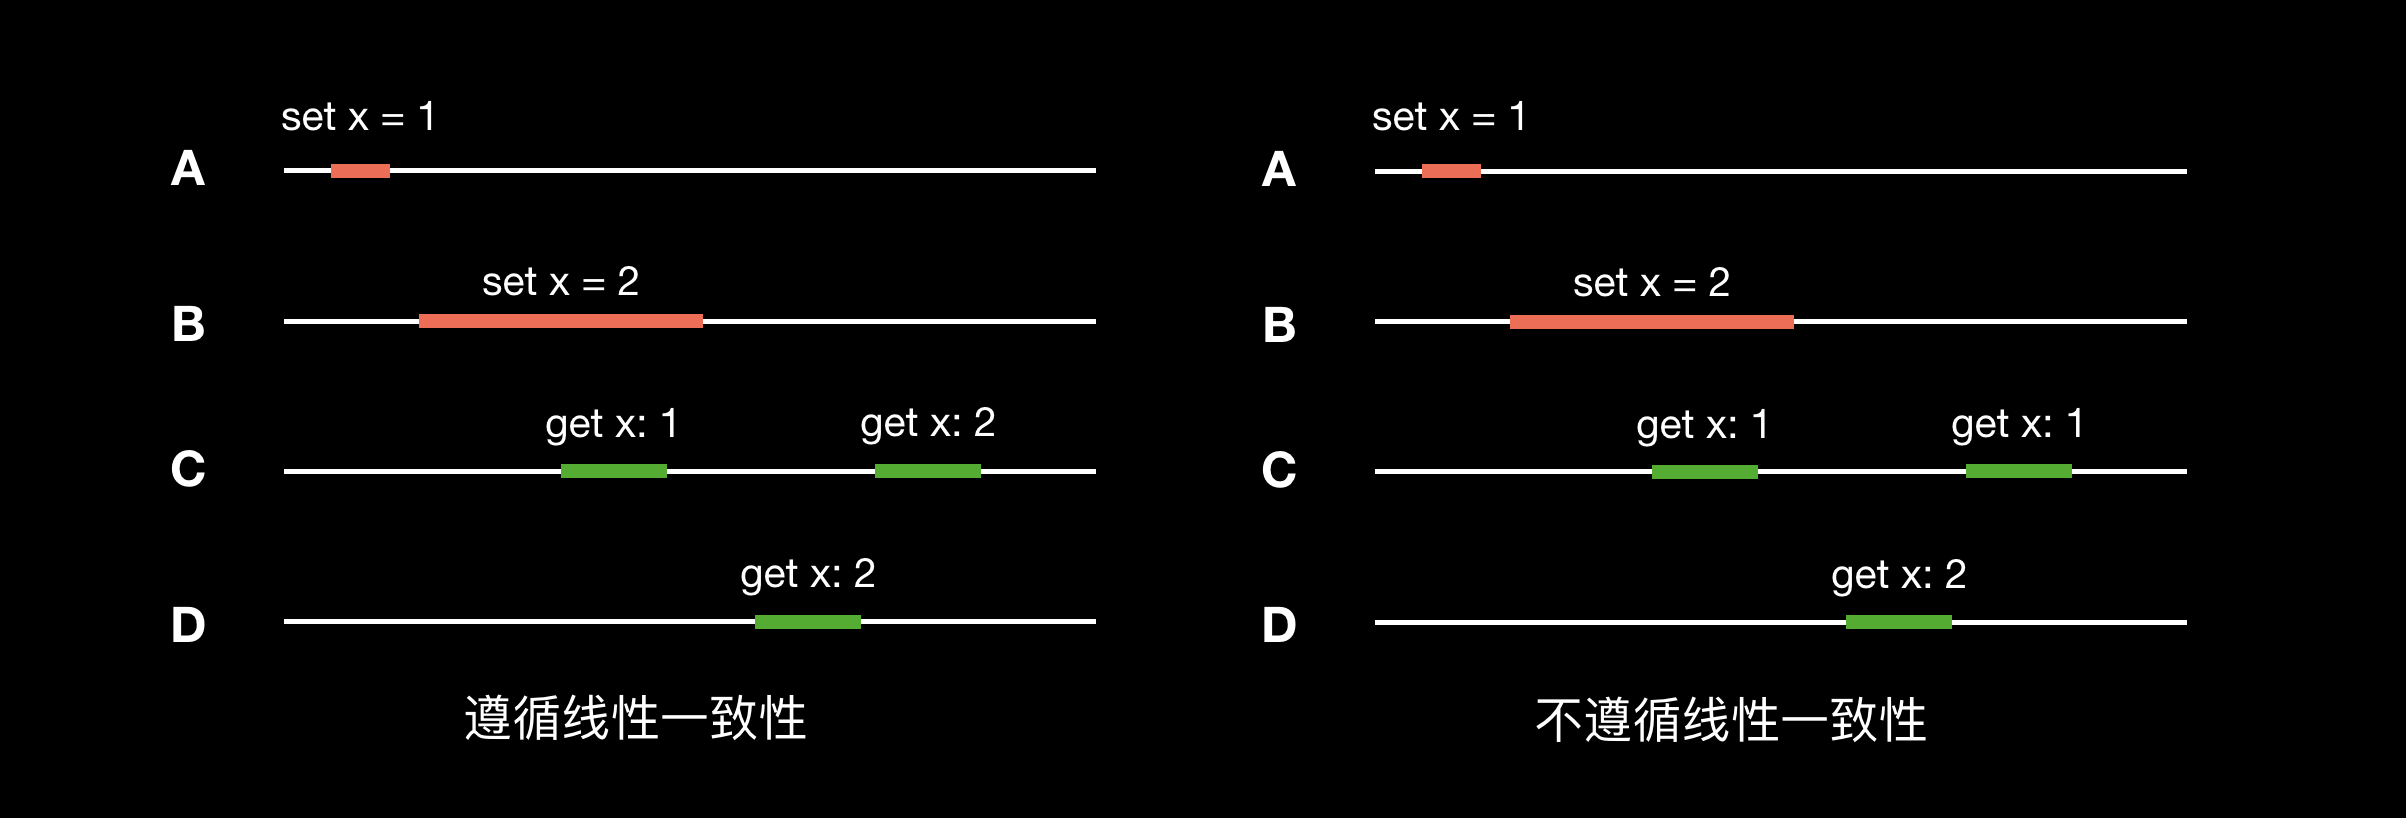 set x = 1
A
set x = 2
B
get x: 1 get x: 2
C
get x: 2
D
遵循线性一致性
set x = 1
A
set x = 2
B
get x: 1 get x: 1
C
get x: 2
D
不遵循线性一致性